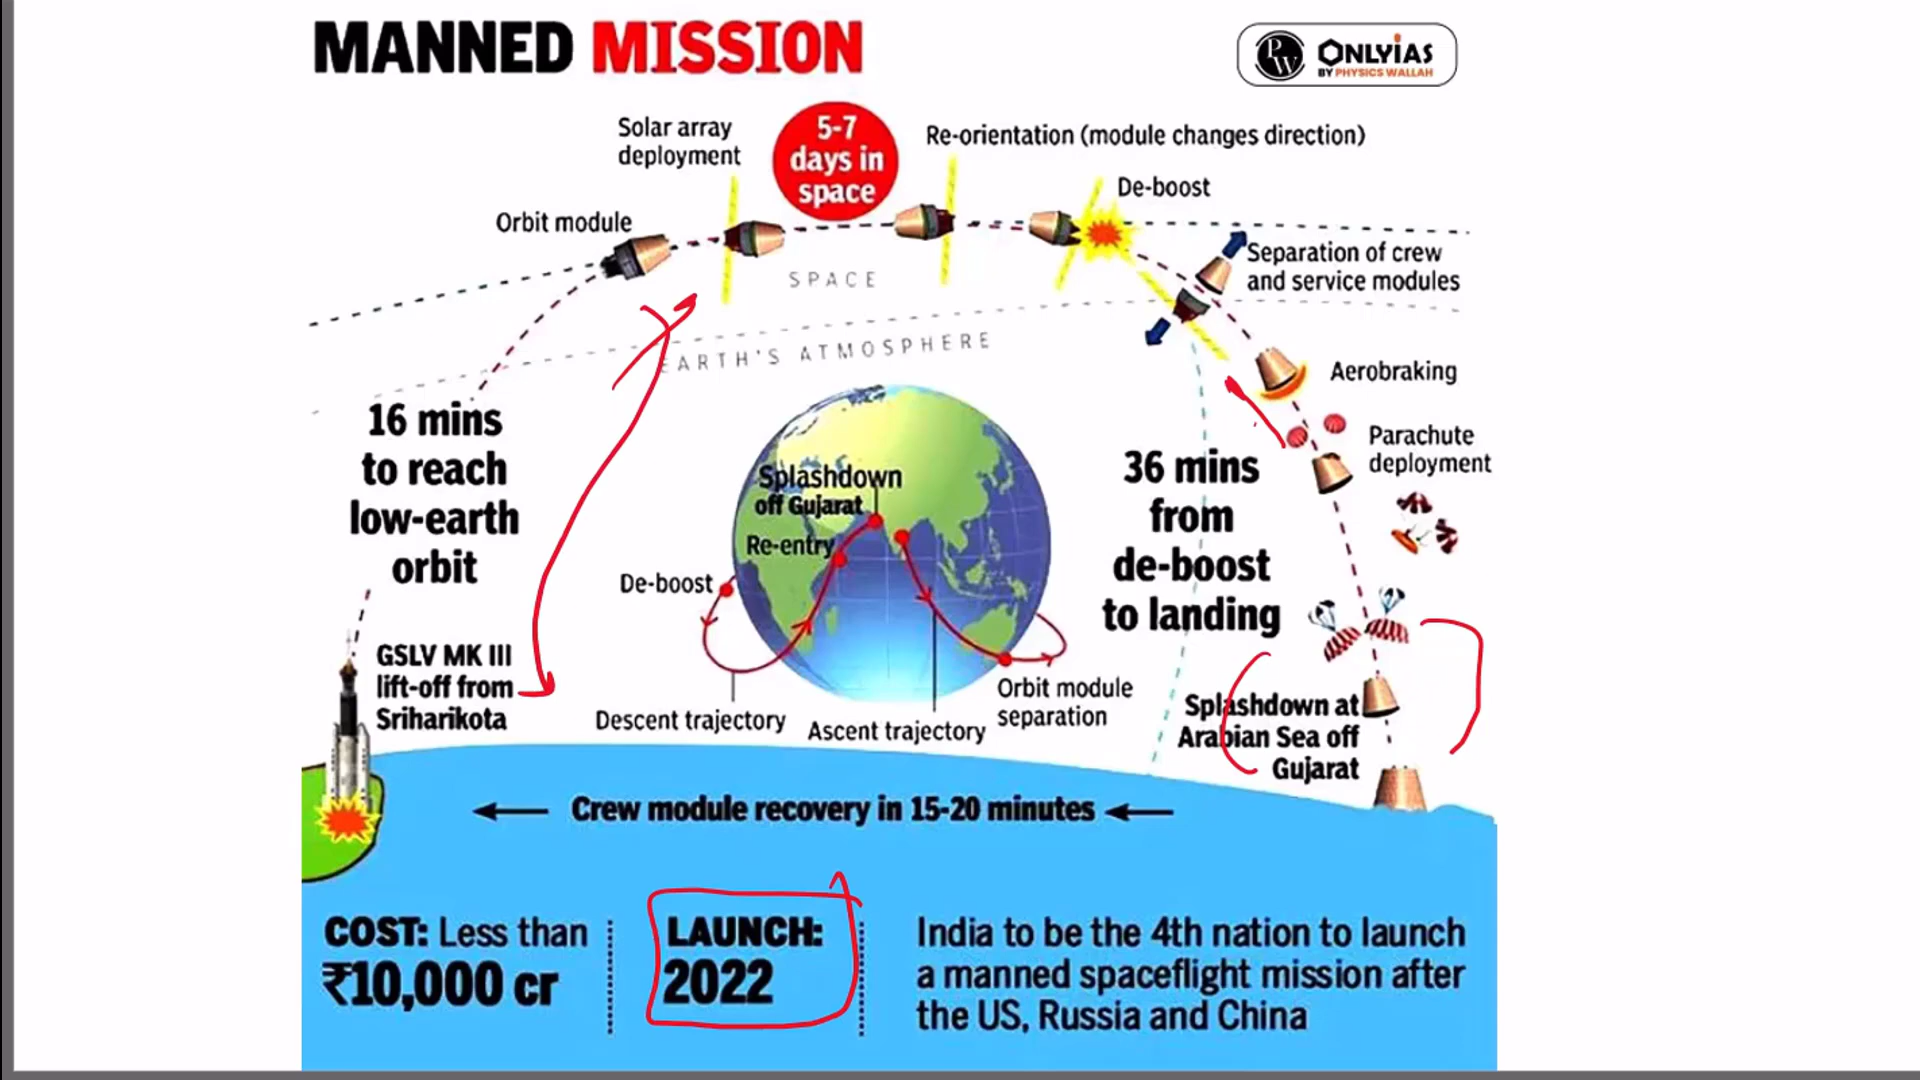 MANNED MISSION
PW
ONLYIAS
BY PHYSICS WALLAH
Solar array
deployment
5-7
days in
space
Re-orientation (module changes direction)
De-boost
Orbit module
Separation of crew
and service modules
SPACE
EARTH'S ATMOSPHERE
Aerobraking
Parachute
deployment
16 mins
to reach
low-earth
orbit
Splashdown
off Gujarat
Re-entry
De-boost
36 mins
from
de-boost
to landing
GSLV MK III
lift-off from
Sriharikota
Descent trajectory
Ascent trajectory
Orbit module
separation
Splashdown at
Arabian Sea off
Gujarat
Crew module recovery in 15-20 minutes
COST: Less than
₹10,000 cr
LAUNCH:
2022
India to be the 4th nation to launch
a manned spaceflight mission after
the US, Russia and China